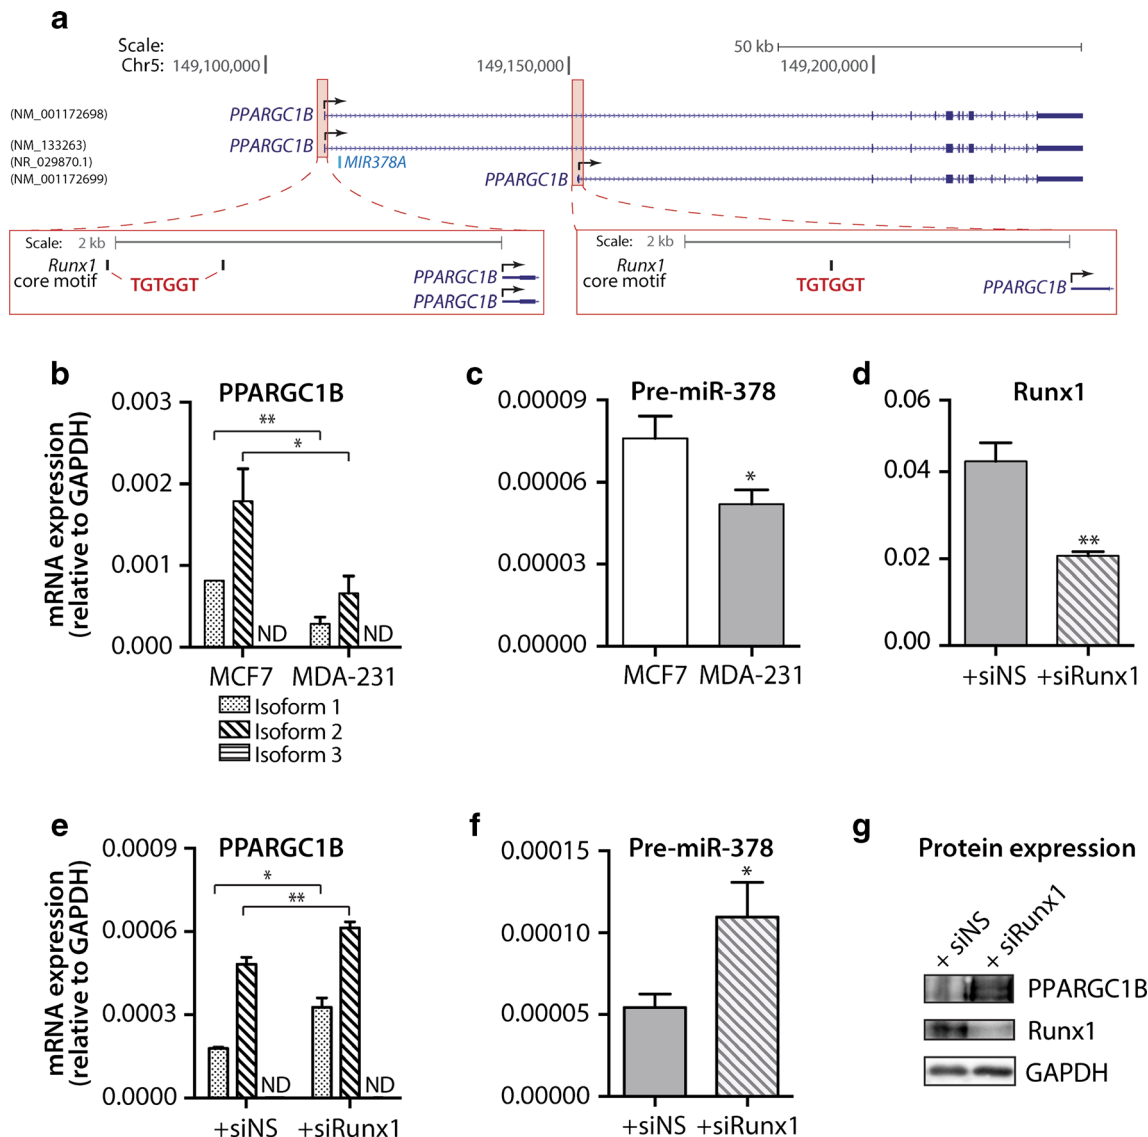 a
Scale:
50 kb
Chr5:
149,100,000
149,150,000
149,200,000
(NM_001172698)
PPARGC1B
(NM_133263)
PPARGC1B
(NR_029870.1)
MIR378A
(NM_001172699)
PPARGC1B
Scale: 2 kb
Runx1
core motif
TGTGGT
PPARGC1B
PPARGC1B
Scale: 2 kb
Runx1
core motif
TGTGGT
PPARGC1B
b
PPARGC1B
mRNA expression
(relative to GAPDH)
0.003
0.002
0.001
0.000
**
*
ND
ND
MCF7
MDA-231
Isoform 1
Isoform 2
Isoform 3
c
Pre-miR-378
0.00009
0.00006
0.00003
0.00000
*
MCF7
MDA-231
d
Runx1
0.06
0.04
0.02
0.00
**
+siNS
+siRunx1
e
PPARGC1B
mRNA expression
(relative to GAPDH)
0.0009
0.0006
0.0003
0.0000
*
**
ND
ND
+siNS
+siRunx1
f
Pre-miR-378
0.00015
0.00010
0.00005
0.00000
*
+siNS
+siRunx1
g
Protein expression
+ siNS
+ siRunx1
PPARGC1B
Runx1
GAPDH